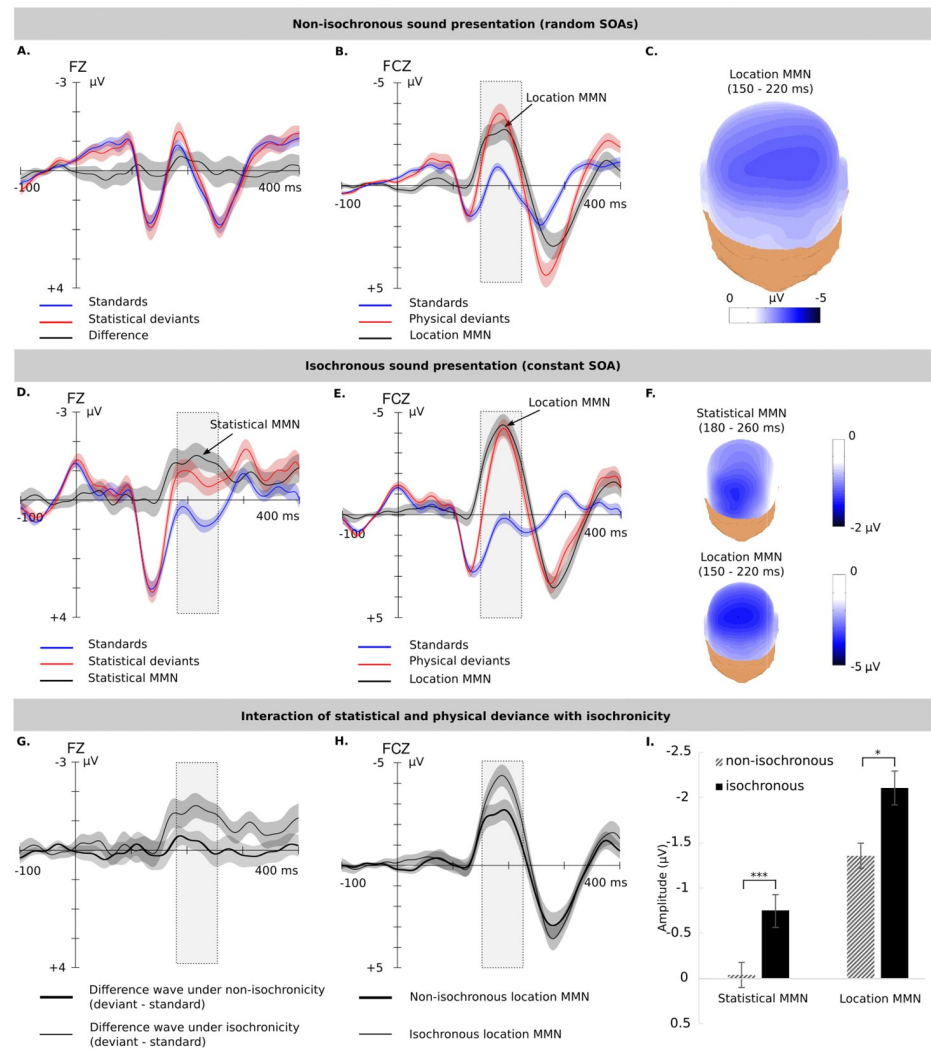 Non-isochronous sound presentation (random SOAs)
A.
FZ
-3
µV
-100
400 ms
+4
Standards
Statistical deviants
Difference
B.
FCZ
-5
µV
Location MMN
-100
400 ms
+5
Standards
Physical deviants
Location MMN
C.
Location MMN
(150 - 220 ms)
0 µV -5
Isochronous sound presentation (constant SOA)
D.
FZ
-3
µV
Statistical MMN
-100
400 ms
+4
Standards
Statistical deviants
Statistical MMN
E.
FCZ
-5
µV
Location MMN
-100
400 ms
+5
Standards
Physical deviants
Location MMN
F.
Statistical MMN
(180 - 260 ms)
0
-2 µV
Location MMN
(150 - 220 ms)
0
-5 µV
Interaction of statistical and physical deviance with isochronicity
G.
FZ
-3
µV
-100
400 ms
+4
Difference wave under non-isochronicity
(deviant - standard)
Difference wave under isochronicity
(deviant - standard)
H.
FCZ
-5
µV
-100
400 ms
+5
Non-isochronous location MMN
Isochronous location MMN
I.
-2.5
non-isochronous
isochronous
*
-2
-1.5
Amplitude (µV)
-1
***
-0.5
0
Statistical MMN
Location MMN
0.5